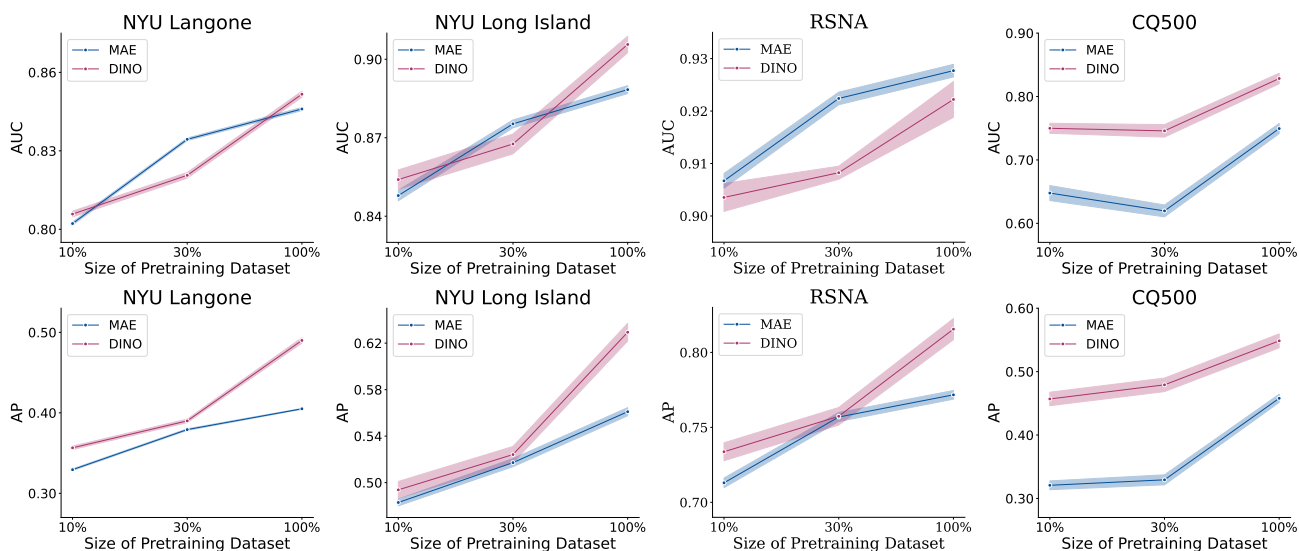 NYU Langone
MAE
DINO
AUC
0.86
0.83
0.80
10%
30%
100%
Size of Pretraining Dataset
NYU Long Island
MAE
DINO
AUC
0.90
0.87
0.84
10%
30%
100%
Size of Pretraining Dataset
RSNA
MAE
DINO
AUC
0.93
0.92
0.91
0.90
10%
30%
100%
Size of Pretraining Dataset
CQ500
MAE
DINO
AUC
0.90
0.80
0.70
0.60
10%
30%
100%
Size of Pretraining Dataset
NYU Langone
MAE
DINO
AP
0.50
0.40
0.30
10%
30%
100%
Size of Pretraining Dataset
NYU Long Island
MAE
DINO
AP
0.62
0.58
0.54
0.50
10%
30%
100%
Size of Pretraining Dataset
RSNA
MAE
DINO
AP
0.80
0.75
0.70
10%
30%
100%
Size of Pretraining Dataset
CQ500
MAE
DINO
AP
0.60
0.50
0.40
0.30
10%
30%
100%
Size of Pretraining Dataset